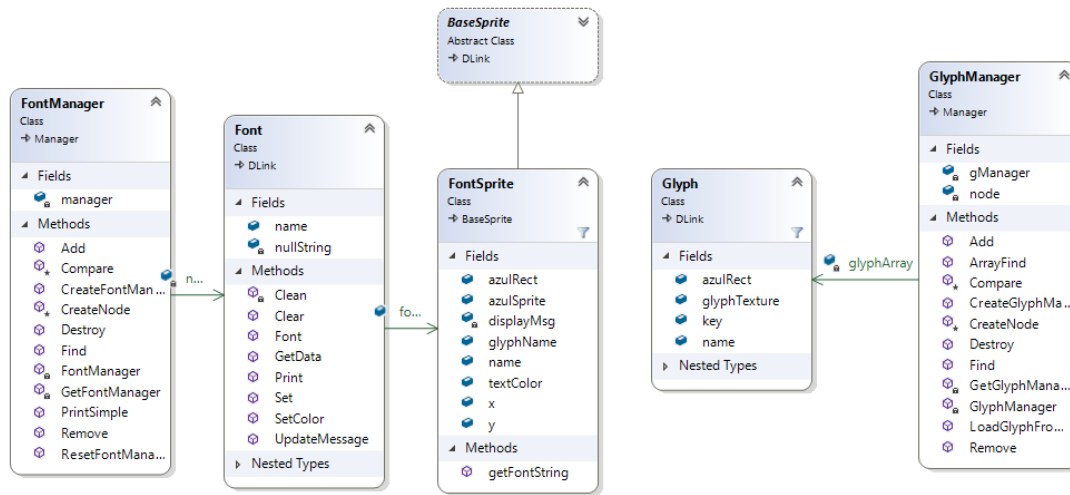 BaseSprite
Abstract Class
DLink
FontManager
Class
Manager
Fields
manager
Methods
Add
Compare
CreateFontMan...
CreateNode
Destroy
Find
FontManager
GetFontManager
PrintSimple
Remove
ResetFontMana...
n...
Font
Class
DLink
Fields
name
nullString
Methods
Clean
Clear
Font
GetData
Print
Set
SetColor
UpdateMessage
Nested Types
fo...
FontSprite
Class
BaseSprite
Fields
azulRect
azulSprite
displayMsg
glyphName
name
textColor
x
y
Methods
getFontString
Glyph
Class
DLink
Fields
azulRect
glyphTexture
key
name
Nested Types
glyphArray
GlyphManager
Class
Manager
Fields
gManager
node
Methods
Add
ArrayFind
Compare
CreateGlyphMa...
CreateNode
Destroy
Find
GetGlyphMana...
GlyphManager
LoadGlyphFro...
Remove